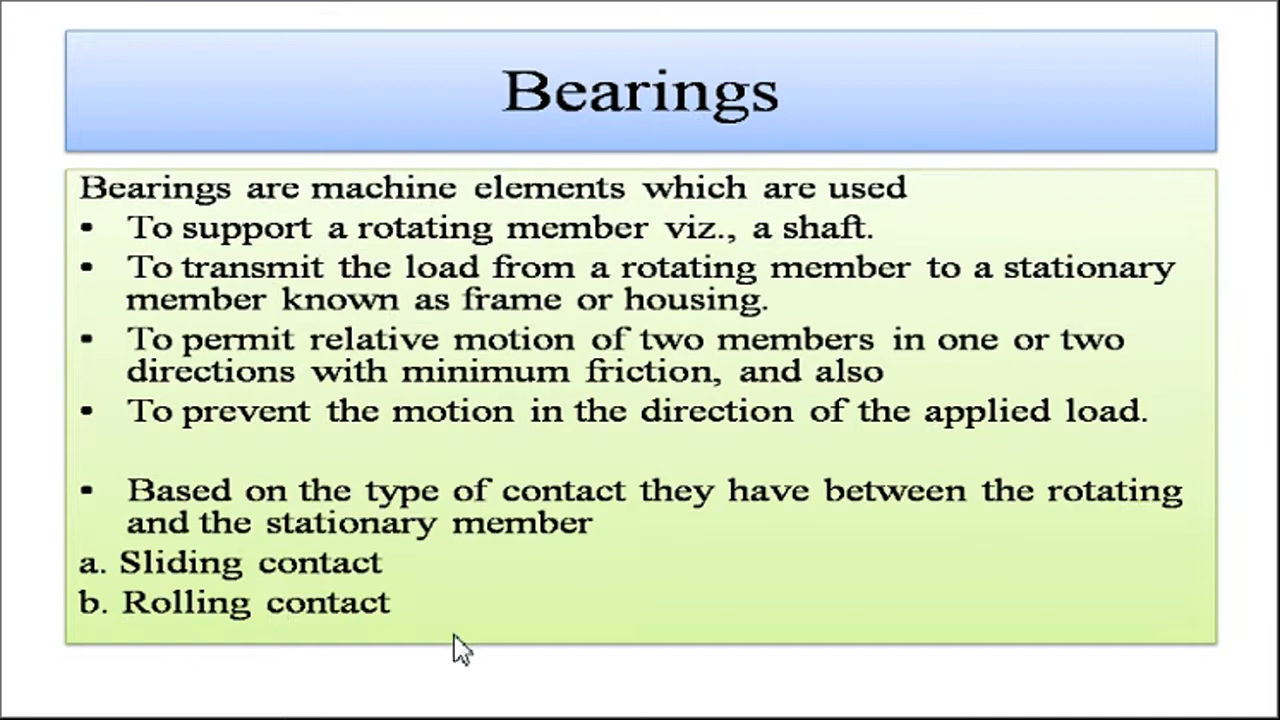 Bearings
Bearings are machine elements which are used
• To support a rotating member viz., a shaft.
• To transmit the load from a rotating member to a stationary
member known as frame or housing.
• To permit relative motion of two members in one or two
directions with minimum friction, and also
• To prevent the motion in the direction of the applied load.
• Based on the type of contact they have between the rotating
and the stationary member
a. Sliding contact
b. Rolling contact